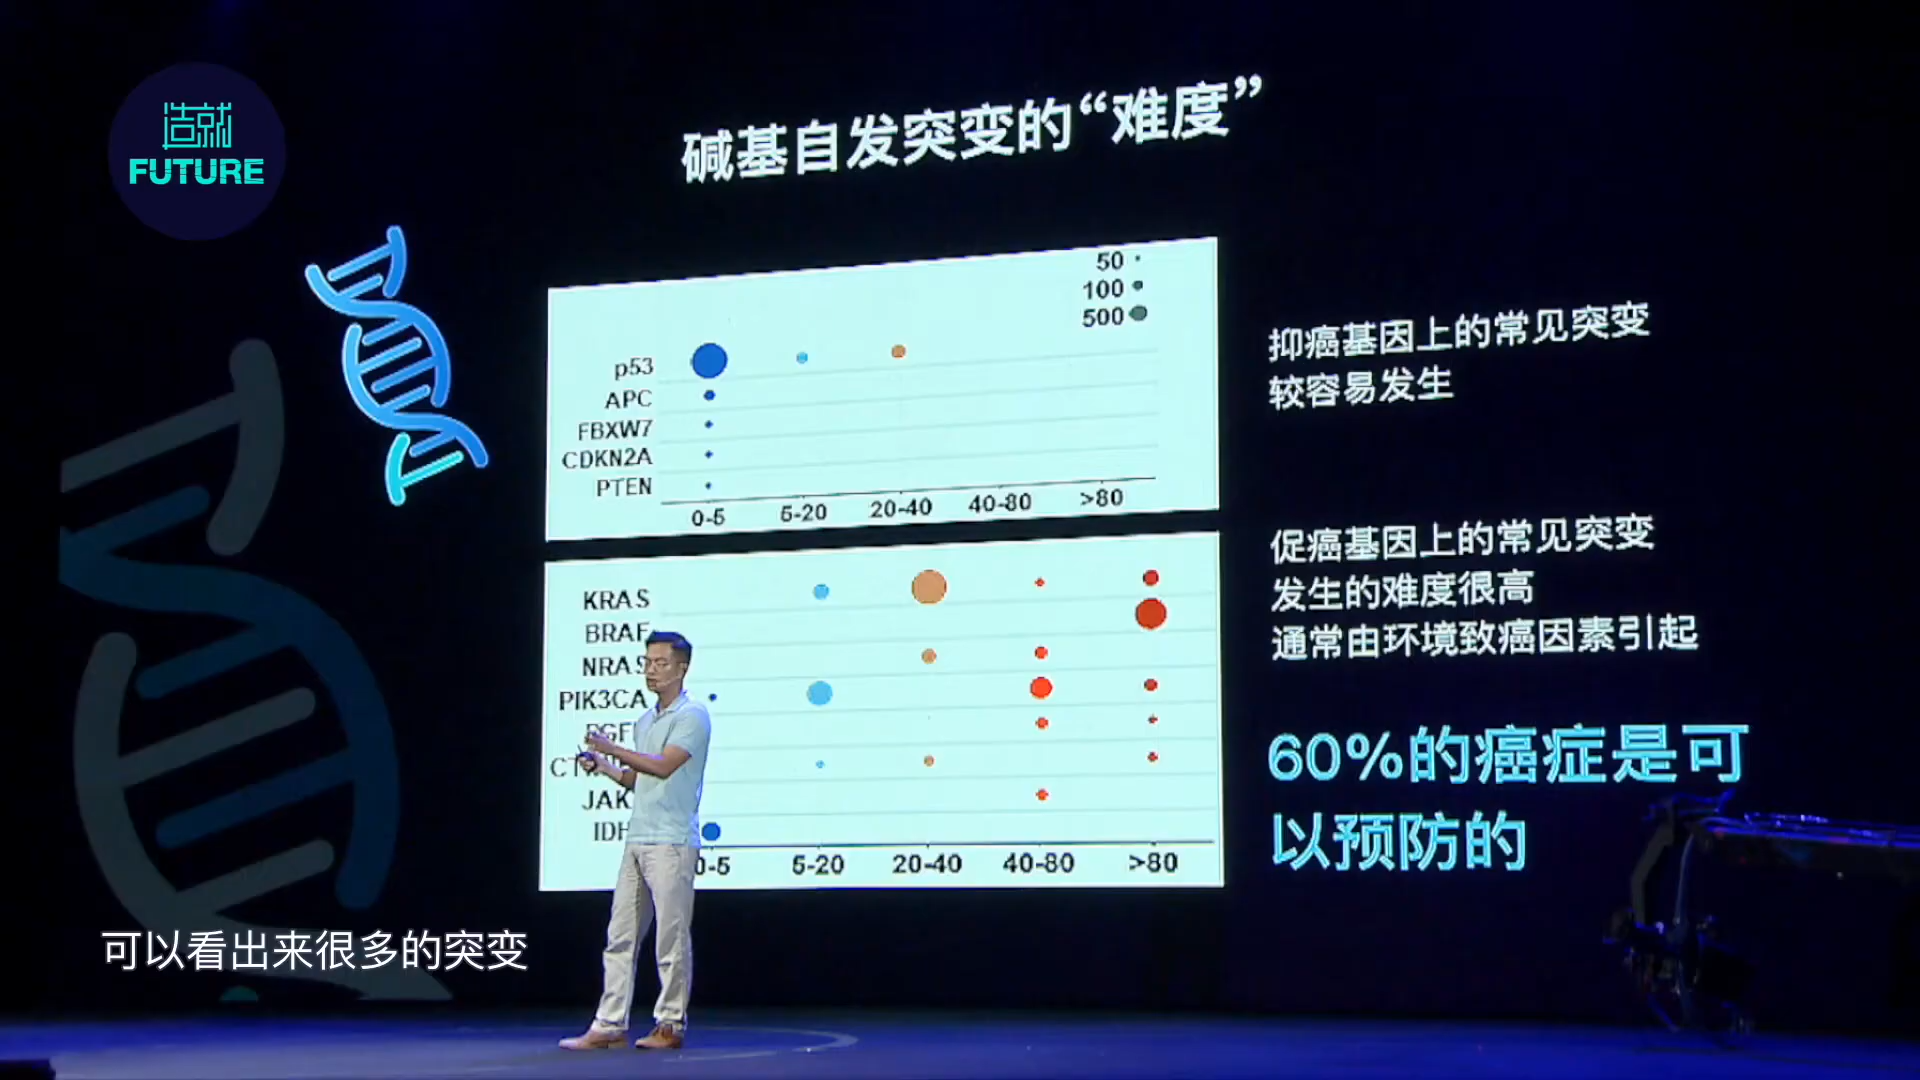 造就
FUTURE
碱基自发突变的“难度”
50
100
500
p53
APC
FBXW7
CDKN2A
PTEN
0-5 5-20 20-40 40-80 >80
抑癌基因上的常见突变
较容易发生
KRAS
BRAF
NRAS
PIK3CA
JAK
IDH
0-5 5-20 20-40 40-80 >80
促癌基因上的常见突变
发生的难度很高
通常由环境致癌因素引起
60%的癌症是可
以预防的
可以看出来很多的突变